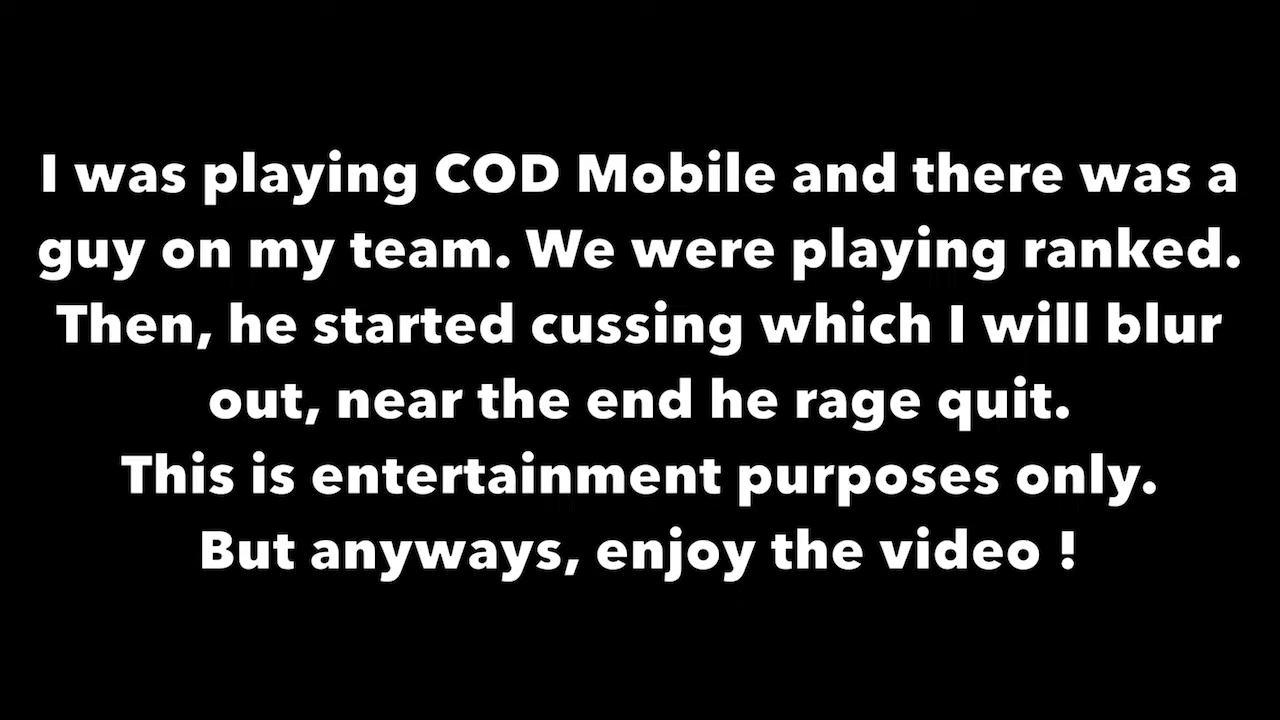 I was playing COD Mobile and there was a
guy on my team. We were playing ranked.
Then, he started cussing which I will blur
out, near the end he rage quit.
This is entertainment purposes only.
But anyways, enjoy the video !